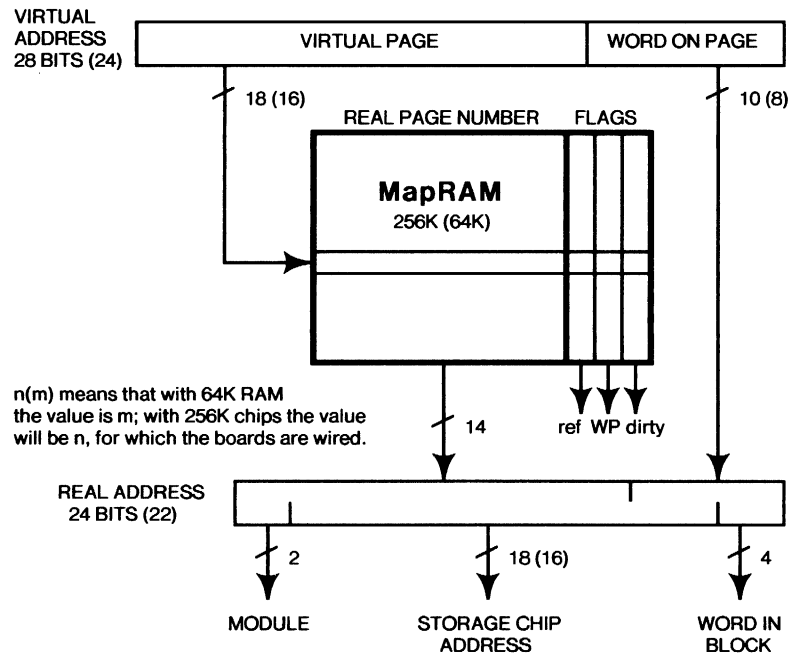 VIRTUAL
ADDRESS
28 BITS (24)
VIRTUAL PAGE
WORD ON PAGE
18 (16)
10 (8)
REAL PAGE NUMBER
FLAGS
MapRAM
256K (64K)
n(m) means that with 64K RAM
the value is m; with 256K chips the value
will be n, for which the boards are wired.
14
ref WP dirty
REAL ADDRESS
24 BITS (22)
2
18 (16)
4
MODULE
STORAGE CHIP
ADDRESS
WORD IN
BLOCK